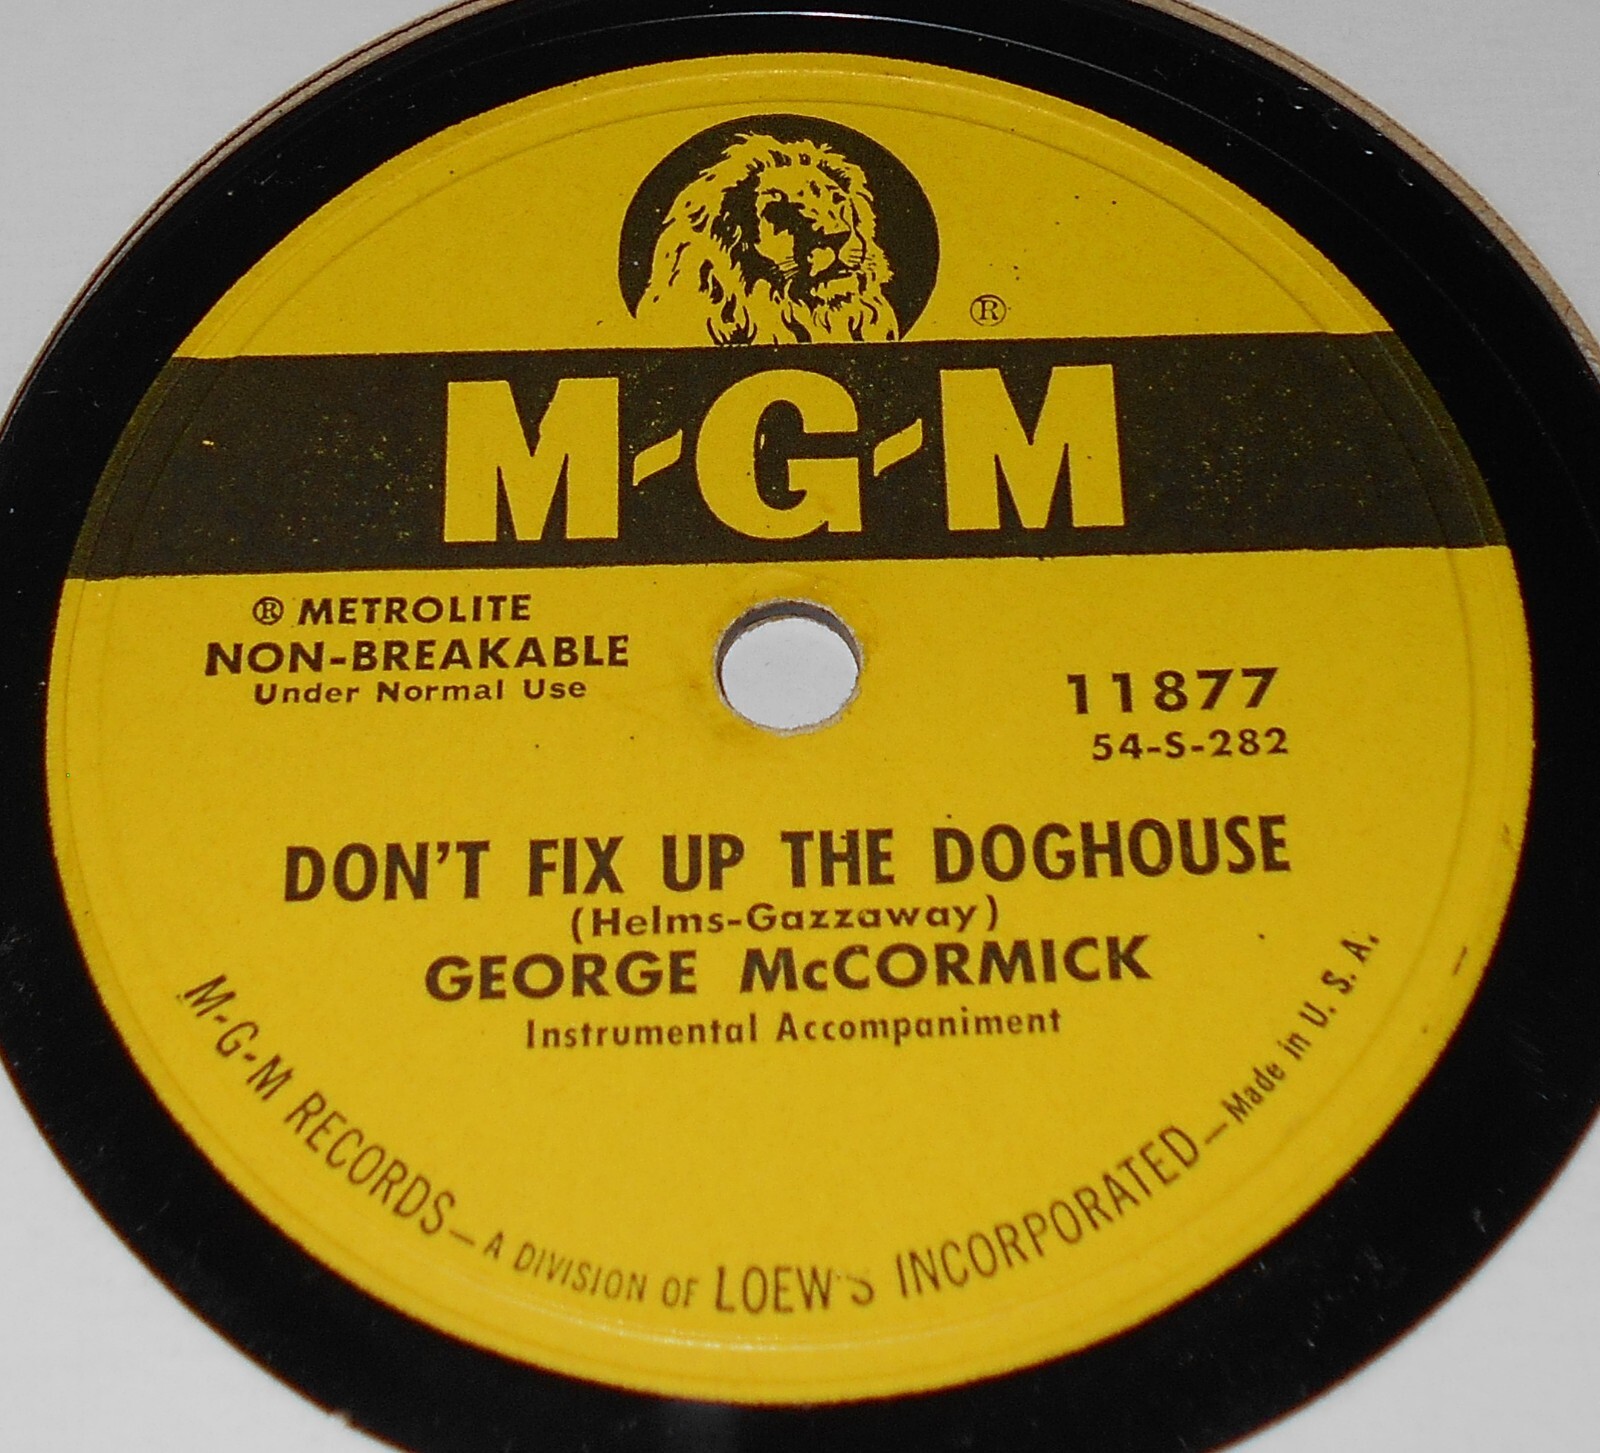 ®
M-G-M
® METROLITE
NON-BREAKABLE
Under Normal Use
11877
54-S-282
DON'T FIX UP THE DOGHOUSE
(Helms-Gazzaway)
GEORGE McCORMICK
Instrumental Accompaniment
M-G-M RECORDS—A DIVISION OF LOEW'S INCORPORATED—Made in U. S. A.